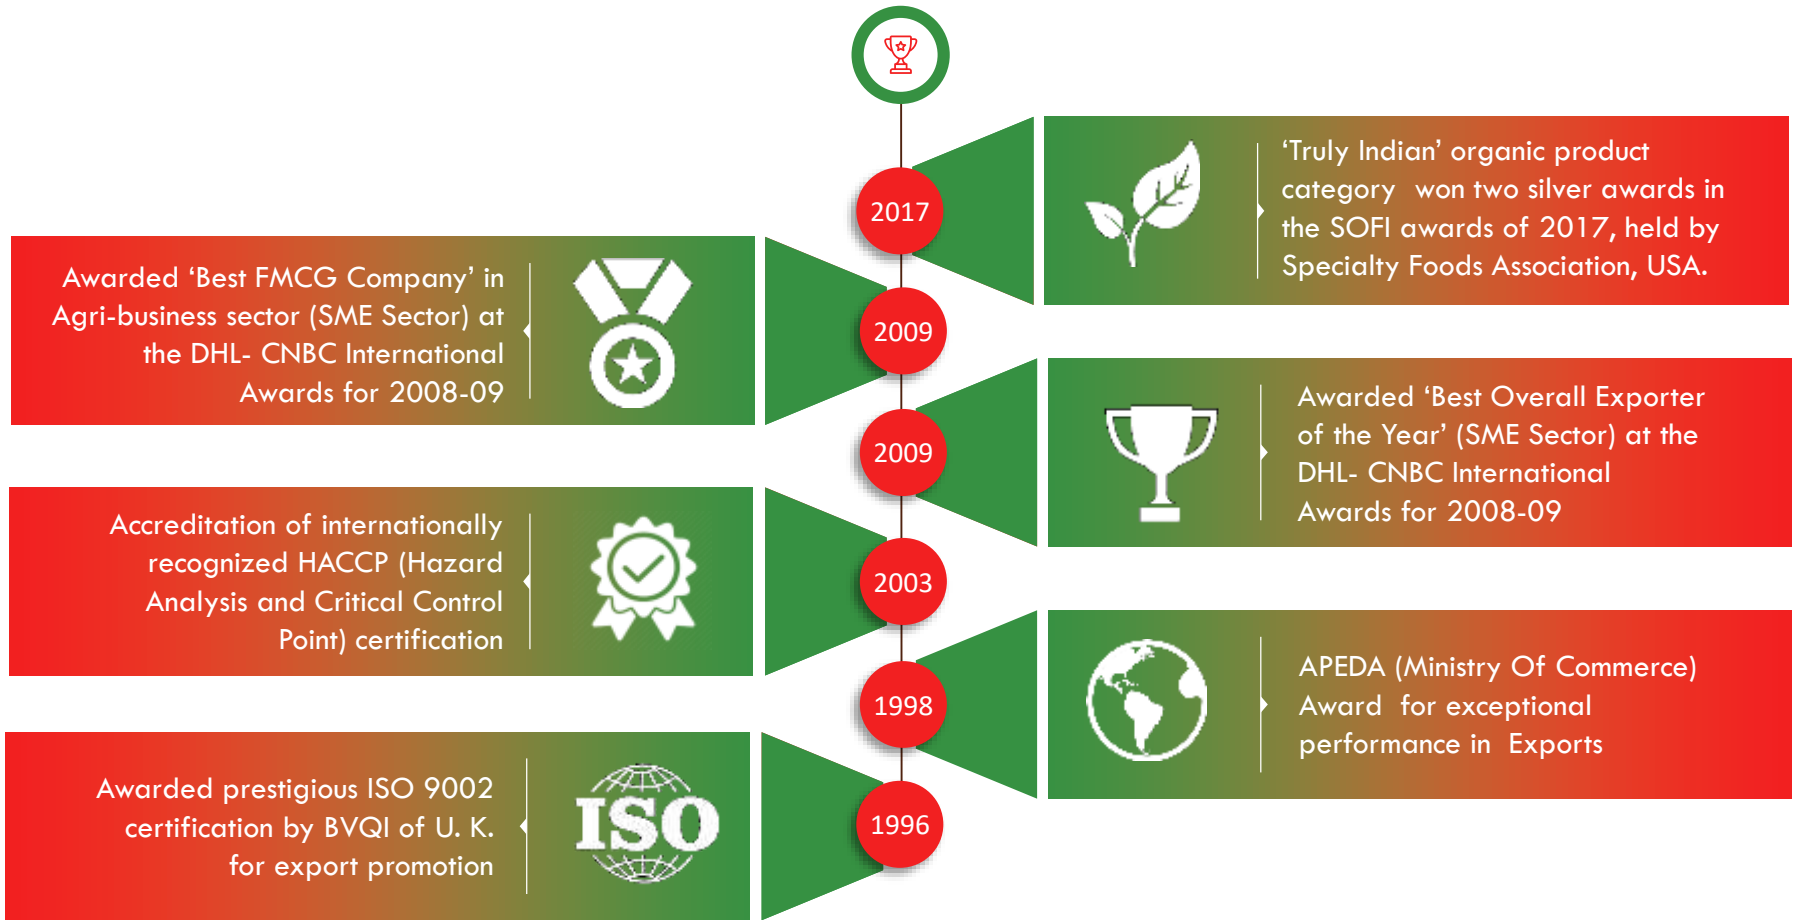 2017
‘Truly Indian’ organic product
category won two silver awards in
the SOFI awards of 2017, held by
Specialty Foods Association, USA.
Awarded ‘Best FMCG Company’ in
Agri-business sector (SME Sector) at
the DHL- CNBC International
Awards for 2008-09
2009
2009
Awarded ‘Best Overall Exporter
of the Year’ (SME Sector) at the
DHL- CNBC International
Awards for 2008-09
Accreditation of internationally
recognized HACCP (Hazard
Analysis and Critical Control
Point) certification
2003
1998
APEDA (Ministry Of Commerce)
Award for exceptional
performance in Exports
Awarded prestigious ISO 9002
certification by BVQI of U. K.
for export promotion
ISO
1996